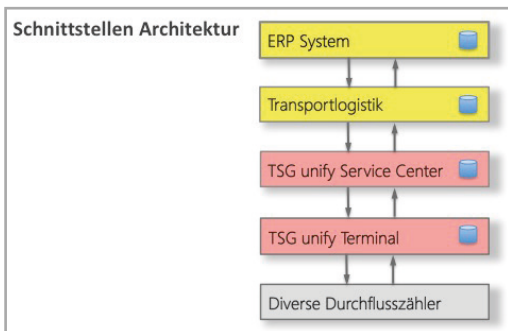 Schnittstellen Architektur
ERP System
Transportlogistik
TSG unify Service Center
TSG unify Terminal
Diverse Durchflusszähler